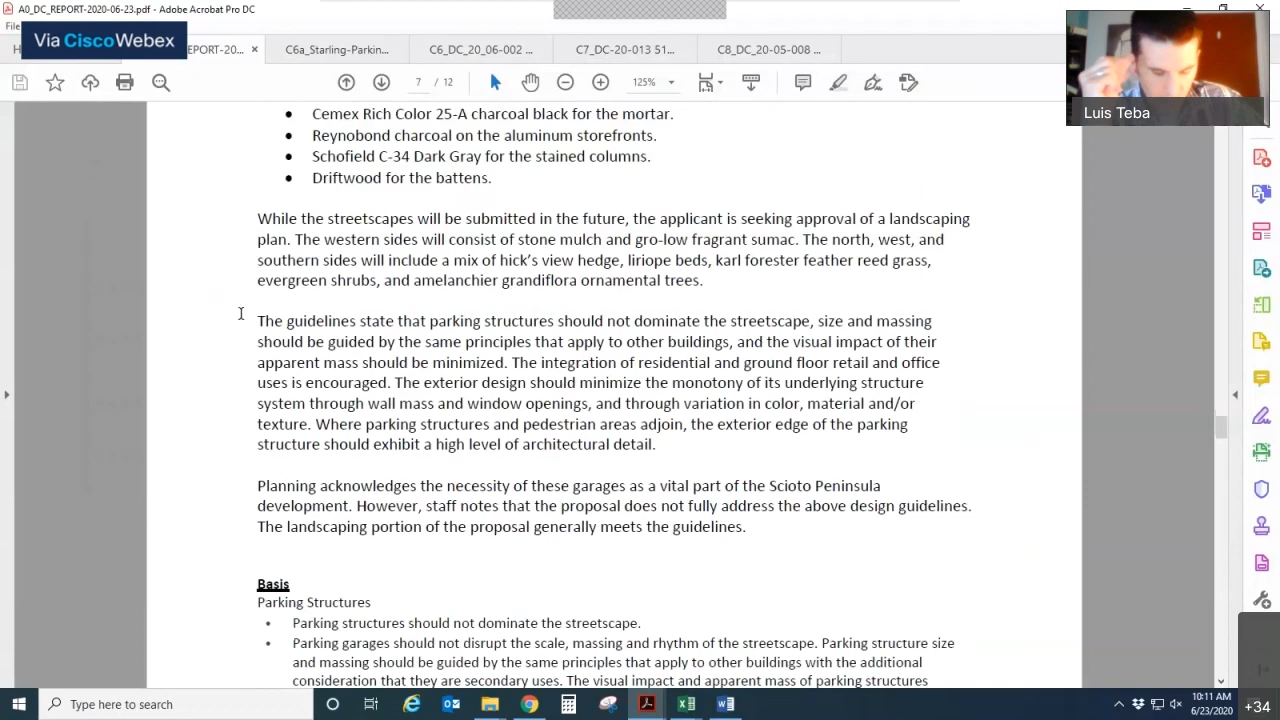 A0_DC_REPORT-2020-06-23.pdf - Adobe Acrobat Pro DC
Via Cisco Webex
REPORT-20...
C6a_Starling-Parkin...
C6_DC_20_06-002 ...
C7_DC-20-013 51...
C8_DC_20-05-008 ...
7 / 12
125%
Luis Teba
• Cemex Rich Color 25-A charcoal black for the mortar.
• Reynobond charcoal on the aluminum storefronts.
• Schofield C-34 Dark Gray for the stained columns.
• Driftwood for the battens.
While the streetscapes will be submitted in the future, the applicant is seeking approval of a landscaping
plan. The western sides will consist of stone mulch and gro-low fragrant sumac. The north, west, and
southern sides will include a mix of hick's view hedge, liriope beds, karl forester feather reed grass,
evergreen shrubs, and amelanchier grandiflora ornamental trees.
The guidelines state that parking structures should not dominate the streetscape, size and massing
should be guided by the same principles that apply to other buildings, and the visual impact of their
apparent mass should be minimized. The integration of residential and ground floor retail and office
uses is encouraged. The exterior design should minimize the monotony of its underlying structure
system through wall mass and window openings, and through variation in color, material and/or
texture. Where parking structures and pedestrian areas adjoin, the exterior edge of the parking
structure should exhibit a high level of architectural detail.
Planning acknowledges the necessity of these garages as a vital part of the Scioto Peninsula
development. However, staff notes that the proposal does not fully address the above design guidelines.
The landscaping portion of the proposal generally meets the guidelines.
Basis
Parking Structures
• Parking structures should not dominate the streetscape.
• Parking garages should not disrupt the scale, massing and rhythm of the streetscape. Parking structure size
and massing should be guided by the same principles that apply to other buildings with the additional
consideration that they are secondary uses. The visual impact and apparent mass of parking structures
Type here to search
10:11 AM
6/23/2020
+34